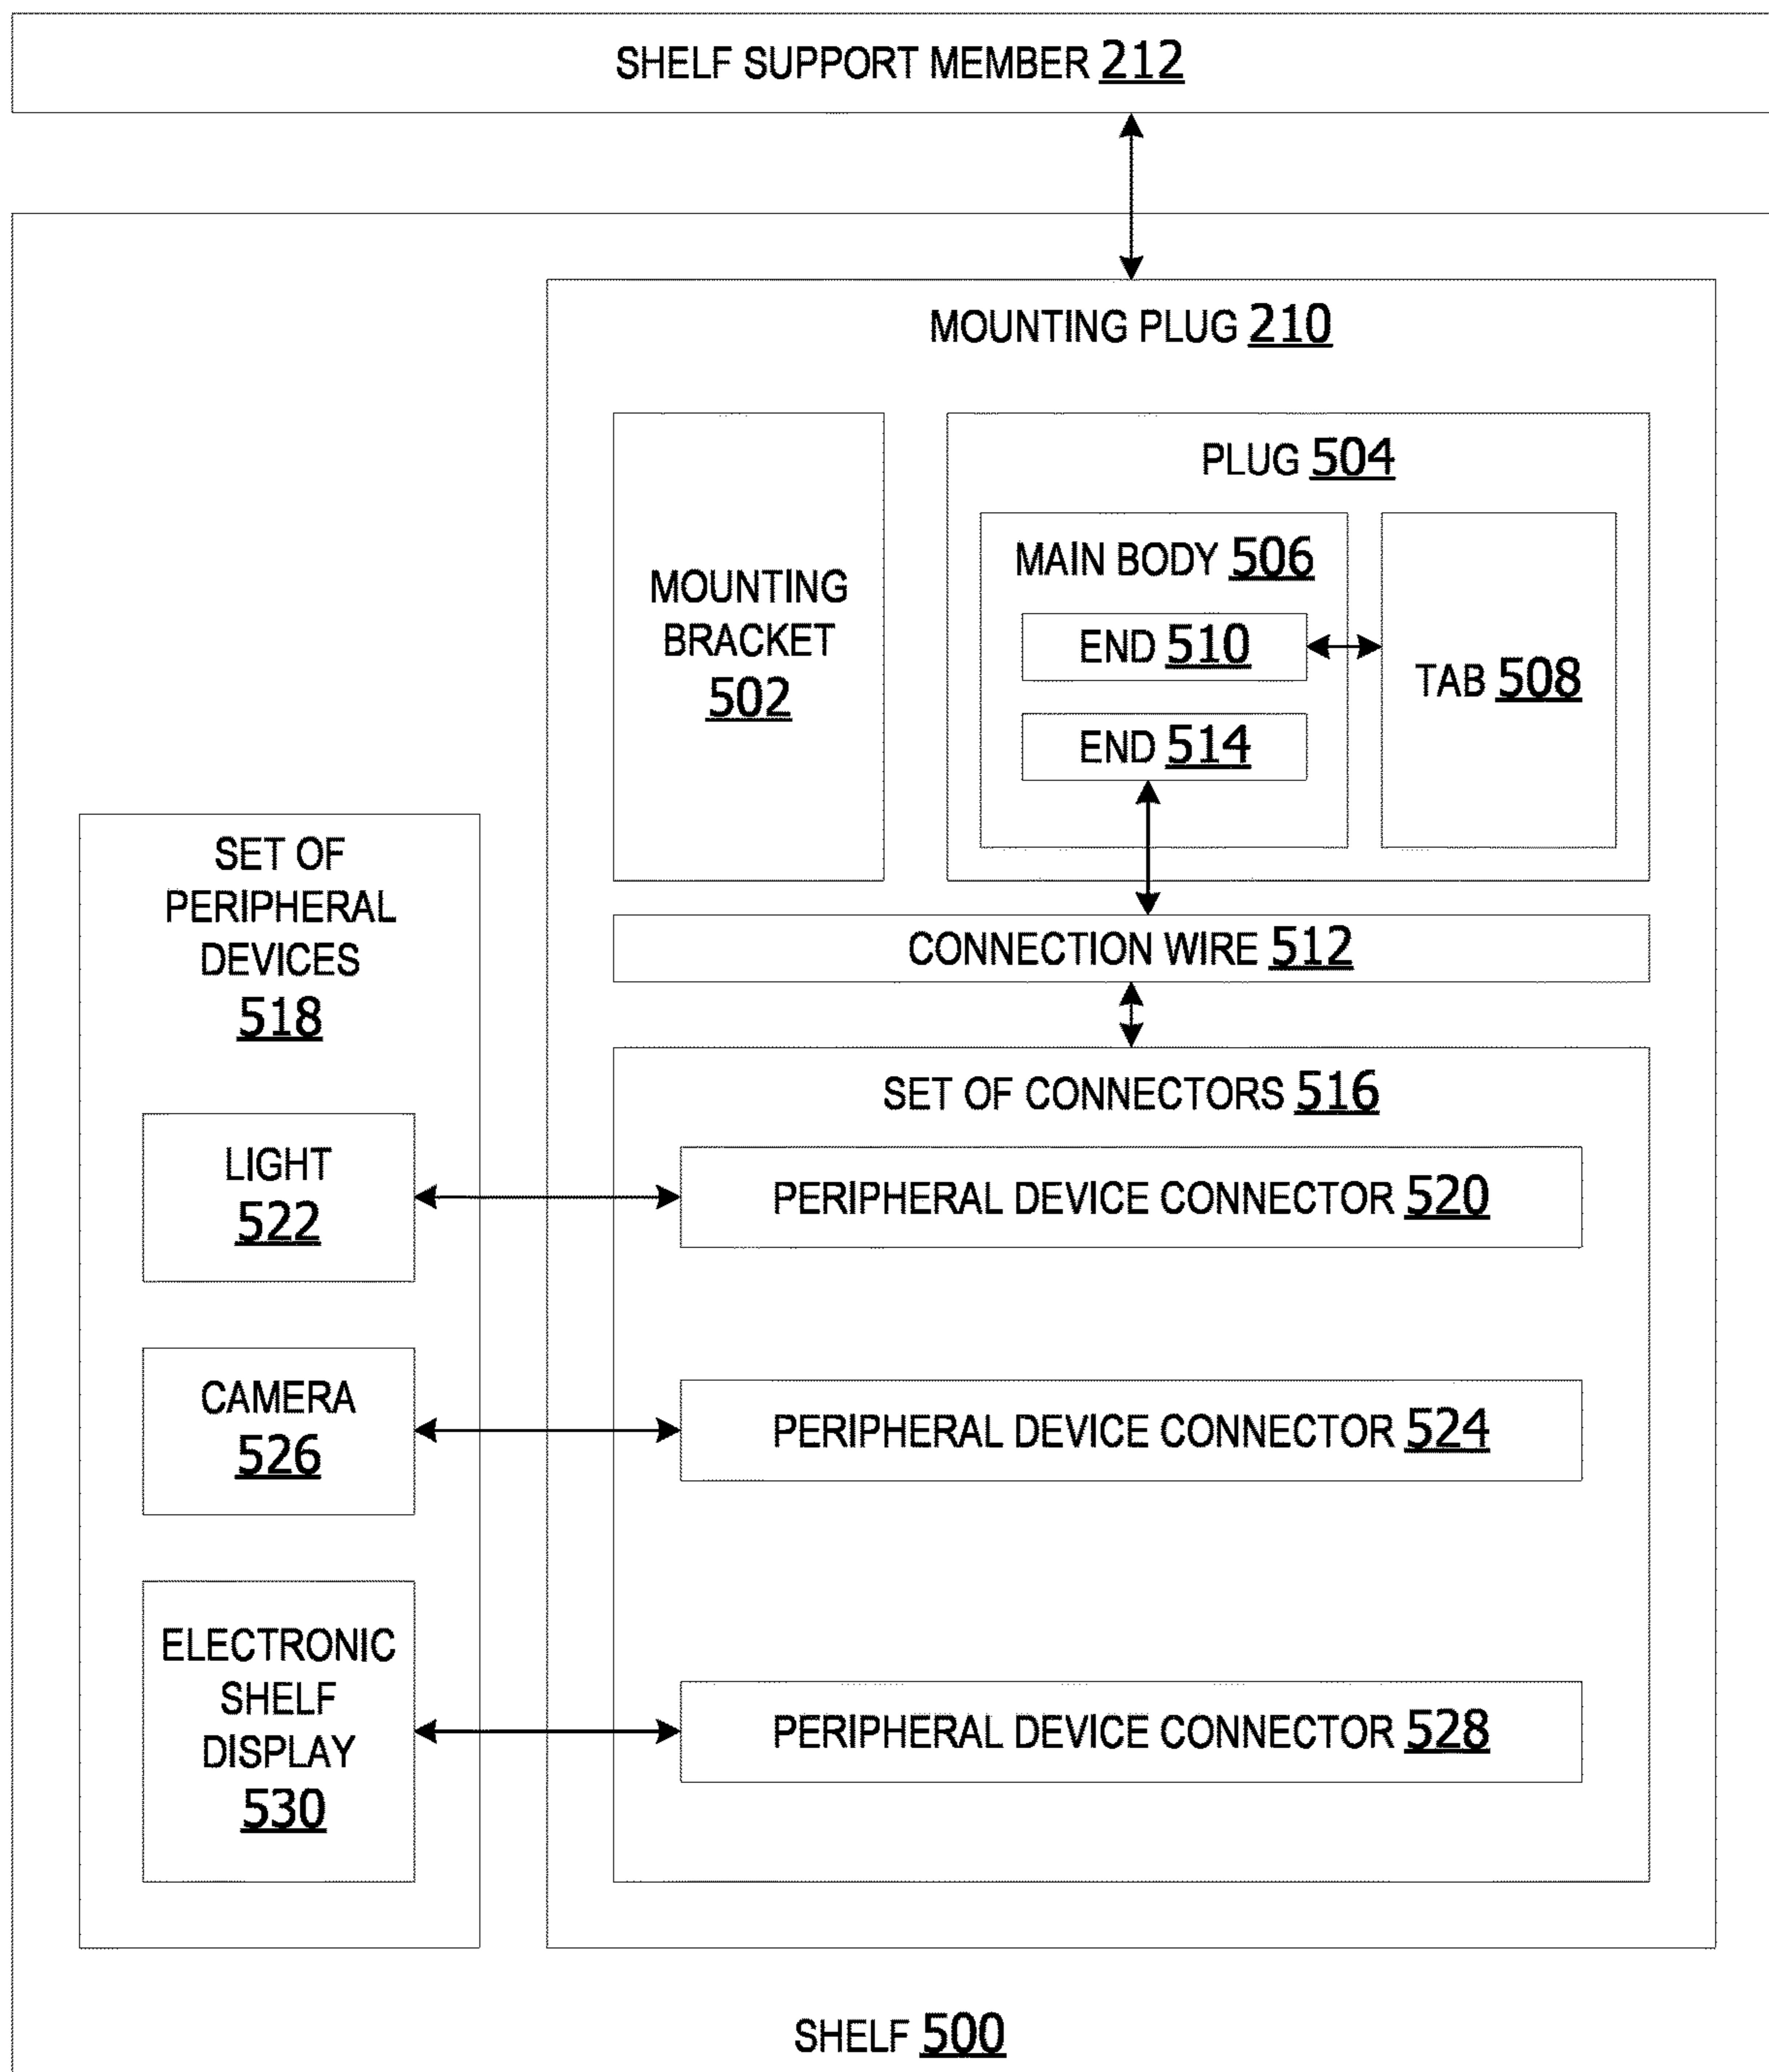 SHELF SUPPORT MEMBER 212
MOUNTING PLUG 210
MOUNTING
BRACKET
502
PLUG 504
MAIN BODY 506
END 510
END 514
TAB 508
CONNECTION WIRE 512
SET OF
PERIPHERAL
DEVICES
518
LIGHT
522
CAMERA
526
ELECTRONIC
SHELF
DISPLAY
530
SET OF CONNECTORS 516
PERIPHERAL DEVICE CONNECTOR 520
PERIPHERAL DEVICE CONNECTOR 524
PERIPHERAL DEVICE CONNECTOR 528
SHELF 500